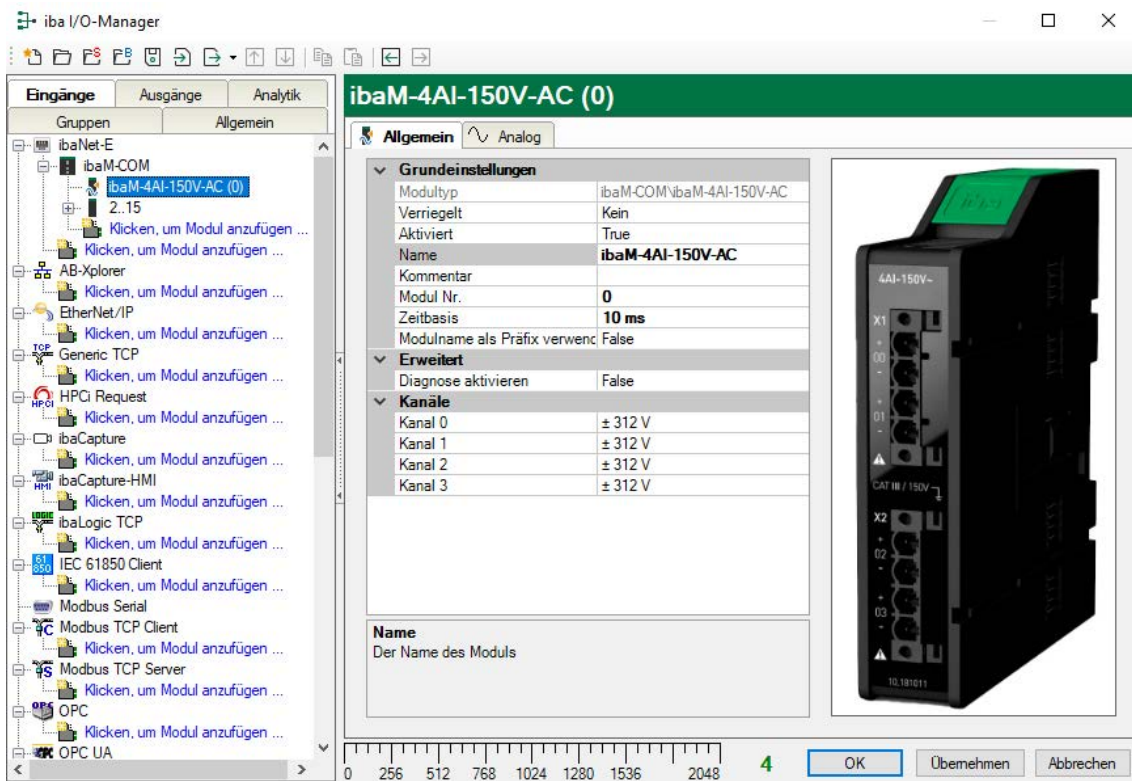 iba I/O-Manager
Eingänge Ausgänge Analytik
Gruppen Allgemein
ibaNet-E
ibaM-COM
ibaM-4AI-150V-AC (0)
2..15
Klicken, um Modul anzufügen ...
Klicken, um Modul anzufügen ...
AB-Xplorer
Klicken, um Modul anzufügen ...
EtherNet/IP
Klicken, um Modul anzufügen ...
TCP Generic TCP
Klicken, um Modul anzufügen ...
HPCi HPCi Request
Klicken, um Modul anzufügen ...
ibaCapture
Klicken, um Modul anzufügen ...
HMI ibaCapture-HMI
Klicken, um Modul anzufügen ...
LOGIC ibaLogic TCP
Klicken, um Modul anzufügen ...
61 850 IEC 61850 Client
Klicken, um Modul anzufügen ...
Modbus Serial
C Modbus TCP Client
Klicken, um Modul anzufügen ...
S Modbus TCP Server
Klicken, um Modul anzufügen ...
OPC OPC
Klicken, um Modul anzufügen ...
OPC UA
ibaM-4AI-150V-AC (0)
Allgemein Analog
Grundeinstellungen
Modultyp ibaM-COM\ibaM-4AI-150V-AC
Verriegelt Kein
Aktiviert True
Name ibaM-4AI-150V-AC
Kommentar
Modul Nr. 0
Zeitbasis 10 ms
Modulname als Präfix verwenc False
Erweitert
Diagnose aktivieren False
Kanäle
Kanal 0 ± 312 V
Kanal 1 ± 312 V
Kanal 2 ± 312 V
Kanal 3 ± 312 V
Name
Der Name des Moduls
iba
4AI-150V~
X1
+
00
-
+
01
-
CAT III / 150V
X2
+
02
-
+
03
-
10.181011
0 256 512 768 1024 1280 1536 2048
4
OK Übernehmen Abbrechen